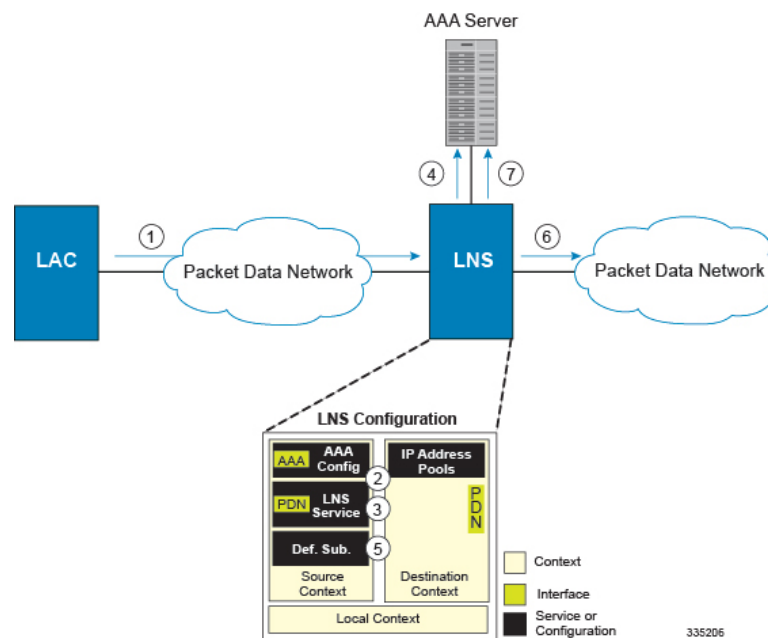 AAA Server
4
7
1
6
LAC
Packet Data Network
LNS
Packet Data Network
LNS Configuration
AAA
AAA
Config
IP Address
Pools
2
PDN
LNS
Service
3
PDN
Def. Sub.
5
Source
Context
Destination
Context
Local Context
Context
Interface
Service or
Configuration
335206